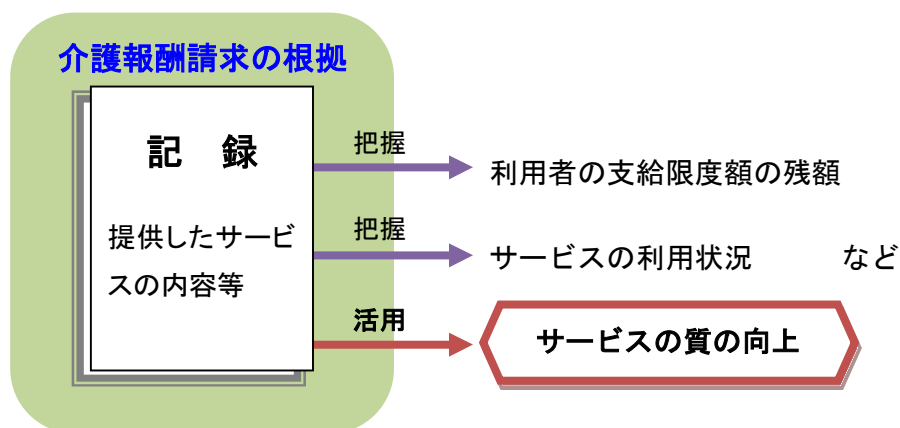 介護報酬請求の根拠
記　録
提供したサービ
スの内容等
把握
利用者の支給限度額の残額
把握
サービスの利用状況　　　など
活用
サービスの質の向上